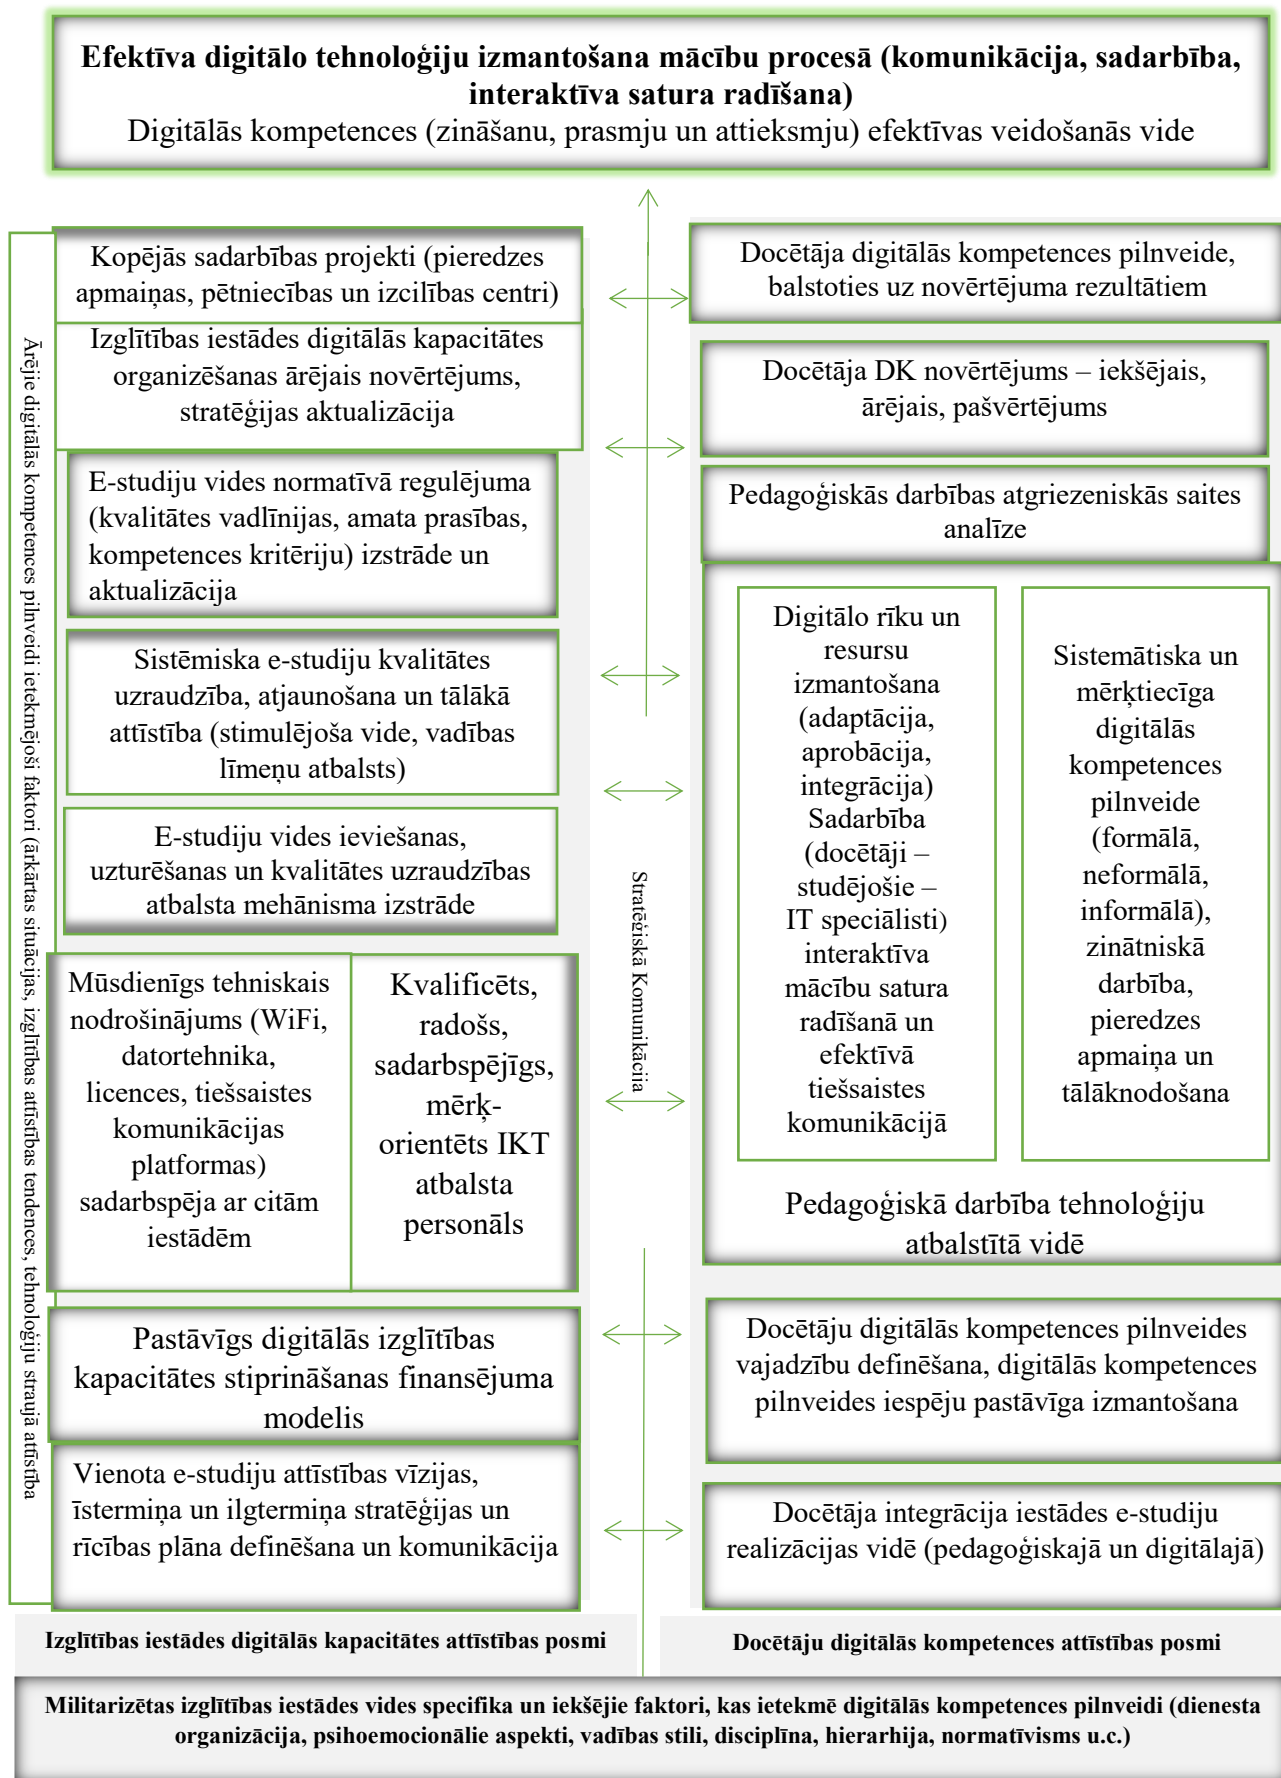 Efektīva digitālo tehnoloģiju izmantošana mācību procesā (komunikācija, sadarbība,
interaktīva satura radīšana)
Digitālās kompetences (zināšanu, prasmju un attieksmju) efektīvas veidošanās vide
Ārējie digitālās kompetences pilnveidi ietekmējoši faktori (ārkārtas situācijas, izglītības attīstības tendences, tehnoloģiju straujā attīstība
Kopējās sadarbības projekti (pieredzes
apmaiņas, pētniecības un izcilības centri)
Izglītības iestādes digitālās kapacitātes
organizēšanas ārējais novērtējums,
stratēģijas aktualizācija
E-studiju vides normatīvā regulējuma
(kvalitātes vadlīnijas, amata prasības,
kompetences kritēriju) izstrāde un
aktualizācija
Sistēmiska e-studiju kvalitātes
uzraudzība, atjaunošana un tālākā
attīstība (stimulējoša vide, vadības
līmeņu atbalsts)
E-studiju vides ieviešanas,
uzturēšanas un kvalitātes uzraudzības
atbalsta mehānisma izstrāde
Mūsdienīgs tehniskais
nodrošinājums (WiFi,
datortehnika,
licences, tiešsaistes
komunikācijas
platformas)
sadarbspēja ar citām
iestādēm
Kvalificēts,
radošs,
sadarbspējīgs,
mērķ-
orientēts IKT
atbalsta
personāls
Pastāvīgs digitālās izglītības
kapacitātes stiprināšanas finansējuma
modelis
Vienota e-studiju attīstības vīzijas,
īstermiņa un ilgtermiņa stratēģijas un
rīcības plāna definēšana un komunikācija
Izglītības iestādes digitālās kapacitātes attīstības posmi
Stratēģiskā Komunikācija
Docētāja digitālās kompetences pilnveide,
balstoties uz novērtējuma rezultātiem
Docētāja DK novērtējums – iekšējais,
ārējais, pašvērtējums
Pedagoģiskās darbības atgriezeniskās saites
analīze
Digitālo rīku un
resursu
izmantošana
(adaptācija,
aprobācija,
integrācija)
Sadarbība
(docētāji –
studējošie –
IT speciālisti)
interaktīva
mācību satura
radīšanā un
efektīvā
tiešsaistes
komunikācijā
Sistemātiska un
mērķtiecīga
digitālās
kompetences
pilnveide
(formālā,
neformālā,
informālā),
zinātniskā
darbība,
pieredzes
apmaiņa un
tālāknodošana
Pedagoģiskā darbība tehnoloģiju
atbalstītā vidē
Docētāju digitālās kompetences pilnveides
vajadzību definēšana, digitālās kompetences
pilnveides iespēju pastāvīga izmantošana
Docētāja integrācija iestādes e-studiju
realizācijas vidē (pedagoģiskajā un digitālajā)
Docētāju digitālās kompetences attīstības posmi
Militarizētas izglītības iestādes vides specifika un iekšējie faktori, kas ietekmē digitālās kompetences pilnveidi (dienesta
organizācija, psihoemocionālie aspekti, vadības stili, disciplīna, hierarhija, normatīvisms u.c.)